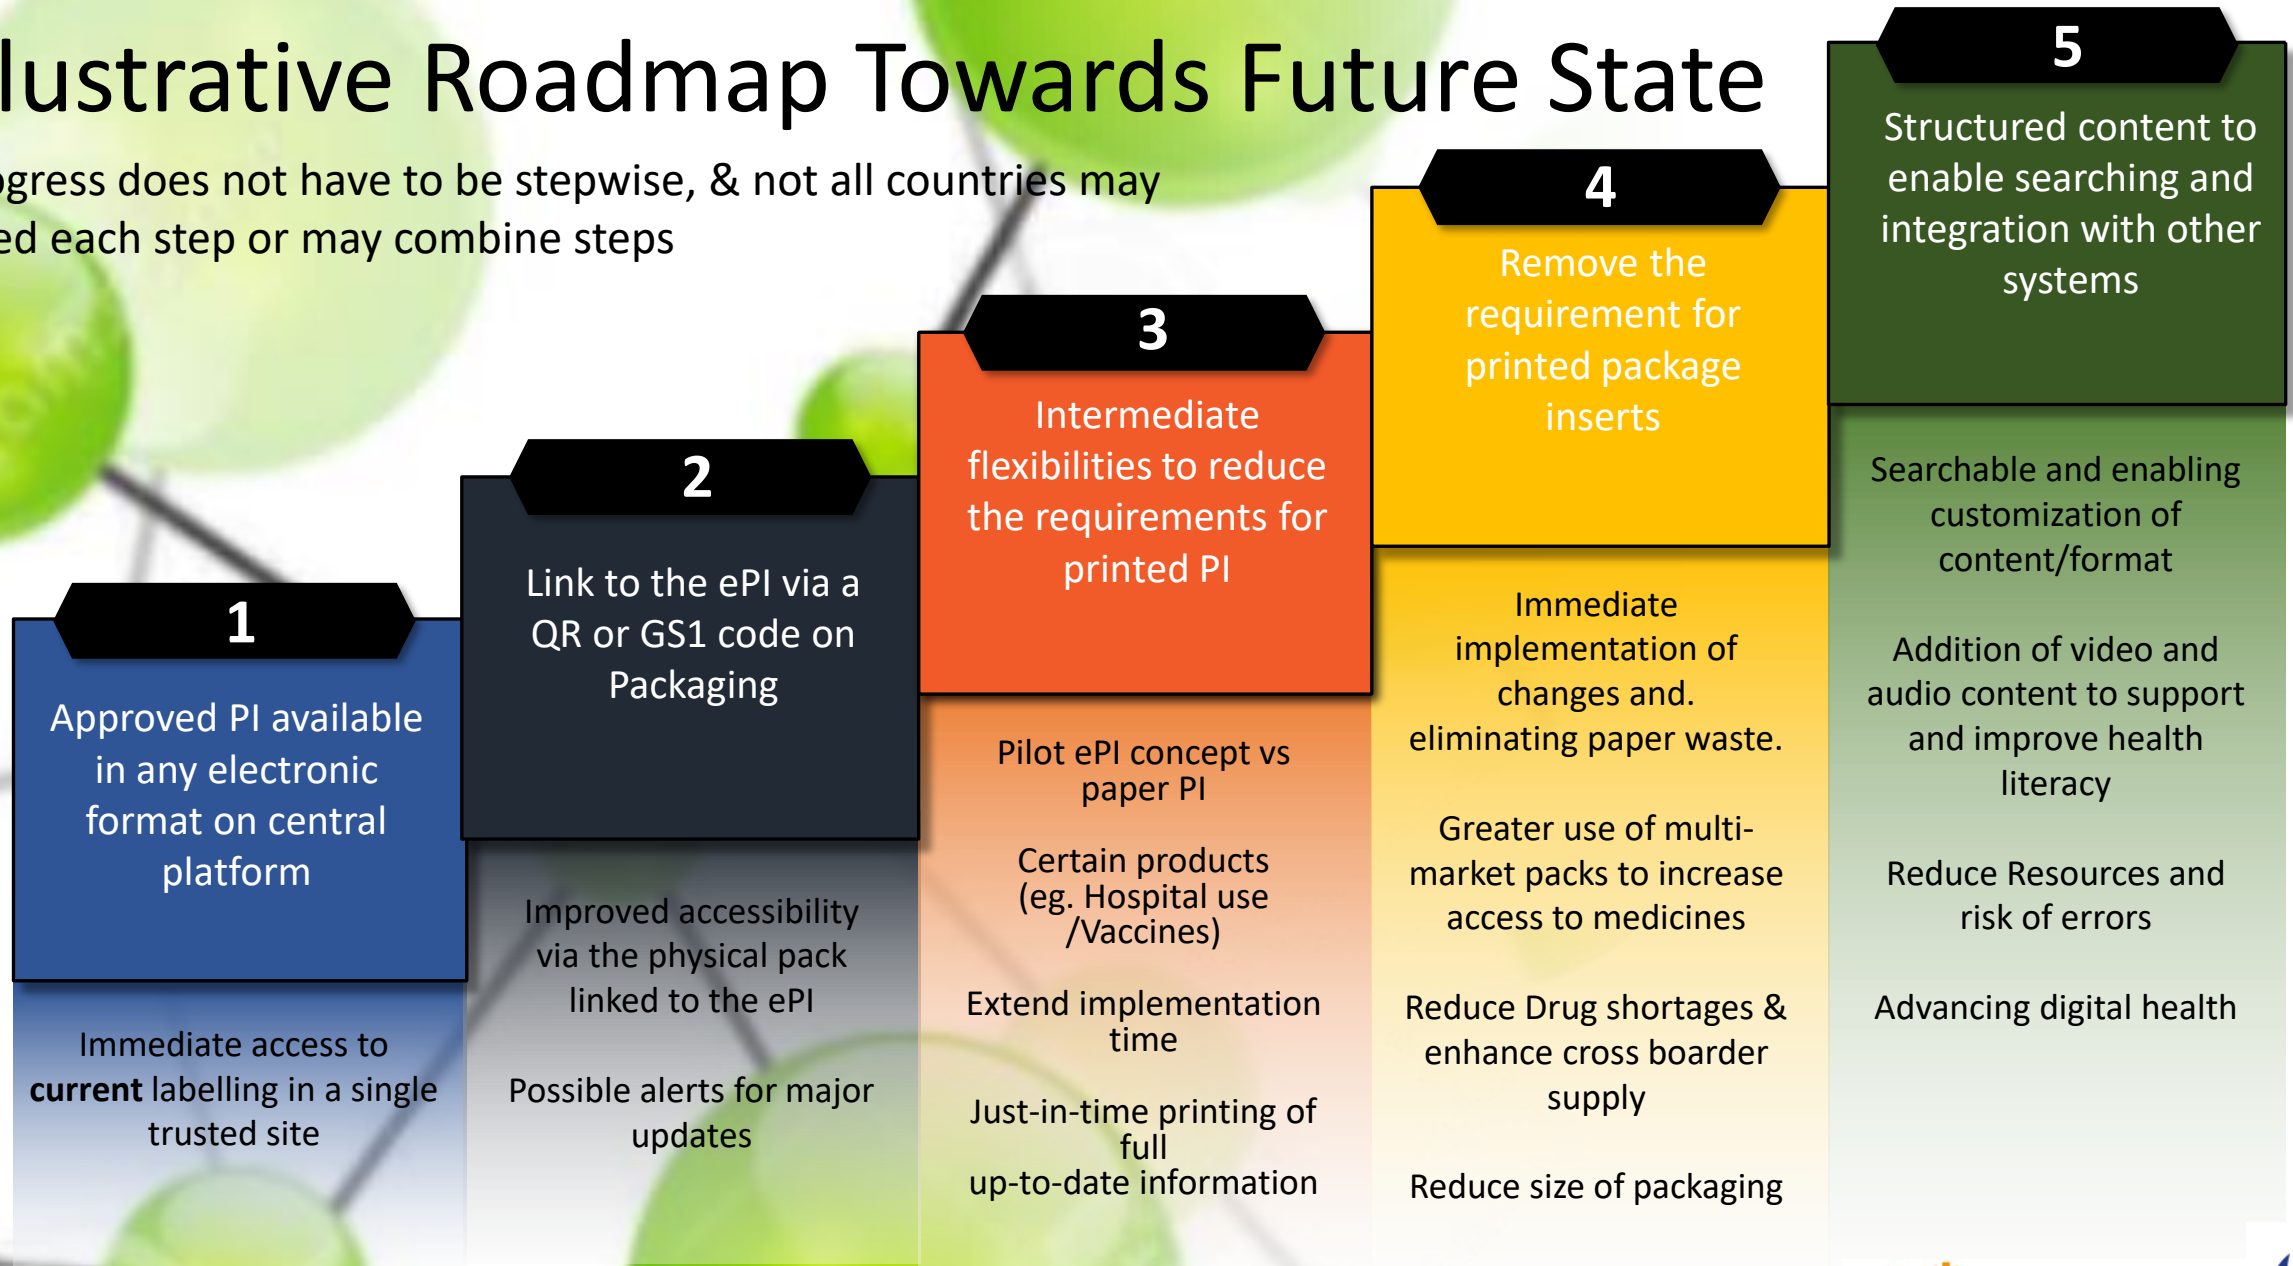 llustrative Roadmap Towards Future State
ogress does not have to be stepwise, & not all countries may
ed each step or may combine steps
1
Approved PI available
in any electronic
format on central
platform
Immediate access to
current labelling in a single
trusted site
2
Link to the ePI via a
QR or GS1 code on
Packaging
Improved accessibility
via the physical pack
linked to the ePI
Possible alerts for major
updates
3
Intermediate
flexibilities to reduce
the requirements for
printed PI
Pilot ePI concept vs
paper PI
Certain products
(eg. Hospital use
/Vaccines)
Extend implementation
time
Just-in-time printing of
full
up-to-date information
4
Remove the
requirement for
printed package
inserts
Immediate
implementation of
changes and.
eliminating paper waste.
Greater use of multi-
market packs to increase
access to medicines
Reduce Drug shortages &
enhance cross boarder
supply
Reduce size of packaging
5
Structured content to
enable searching and
integration with other
systems
Searchable and enabling
customization of
content/format
Addition of video and
audio content to support
and improve health
literacy
Reduce Resources and
risk of errors
Advancing digital health